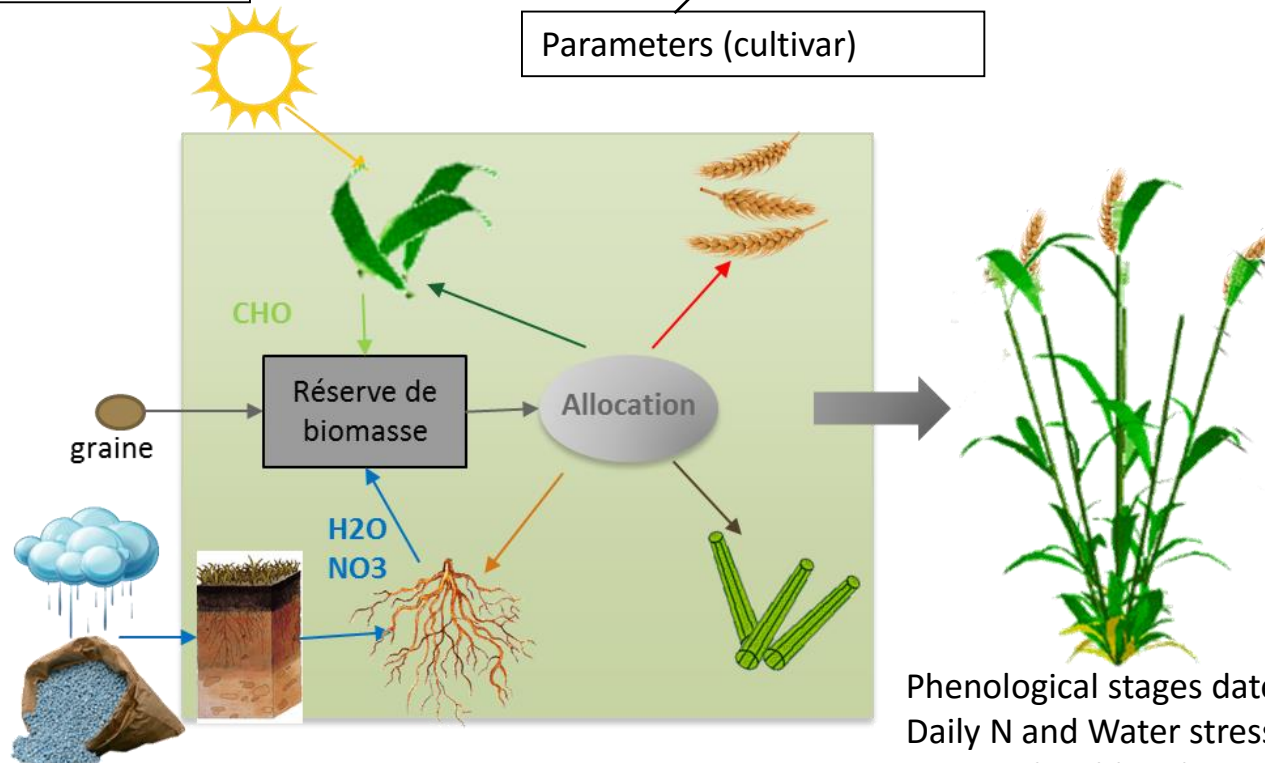 Parameters (cultivar)
CHO
Réserve de
biomasse
Allocation
graine
H2O
NO3
Phenological stages date
Daily N and Water stress